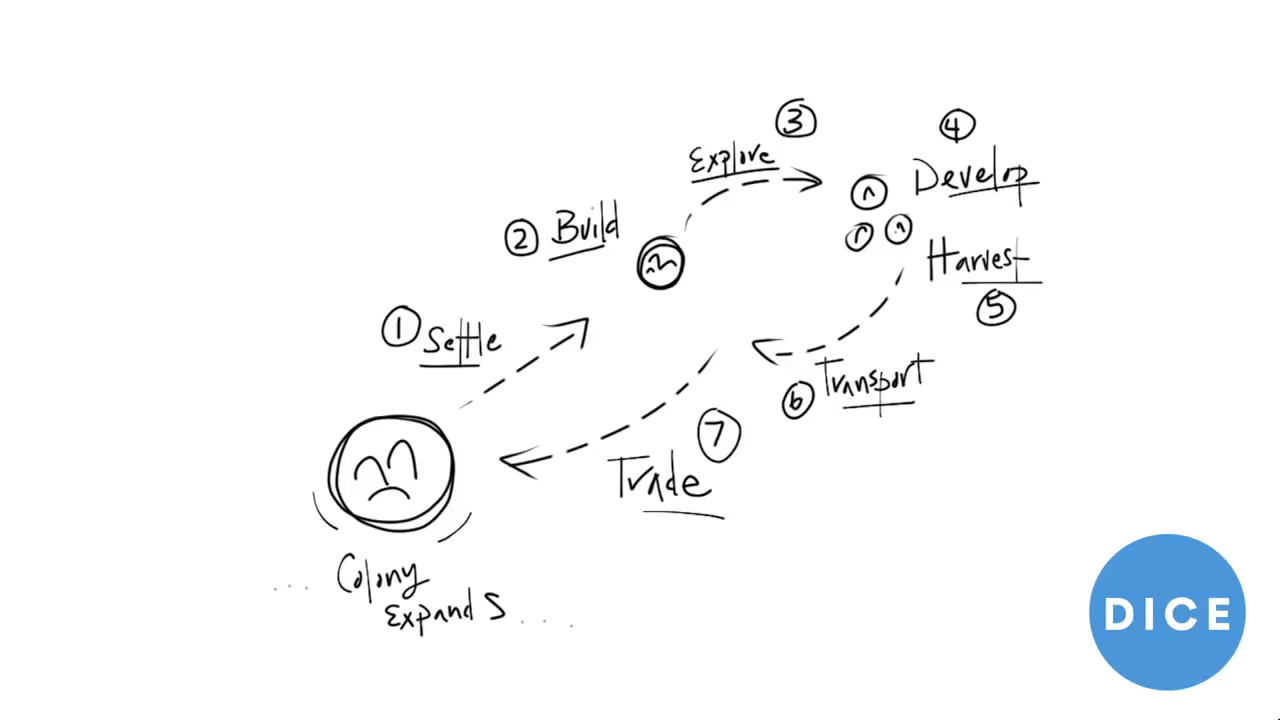 ① Settle
② Build
Explore ③
④
Develop
Harvest
⑤
⑥ Transport
⑦
Trade
... Colony
Expands ....
DICE